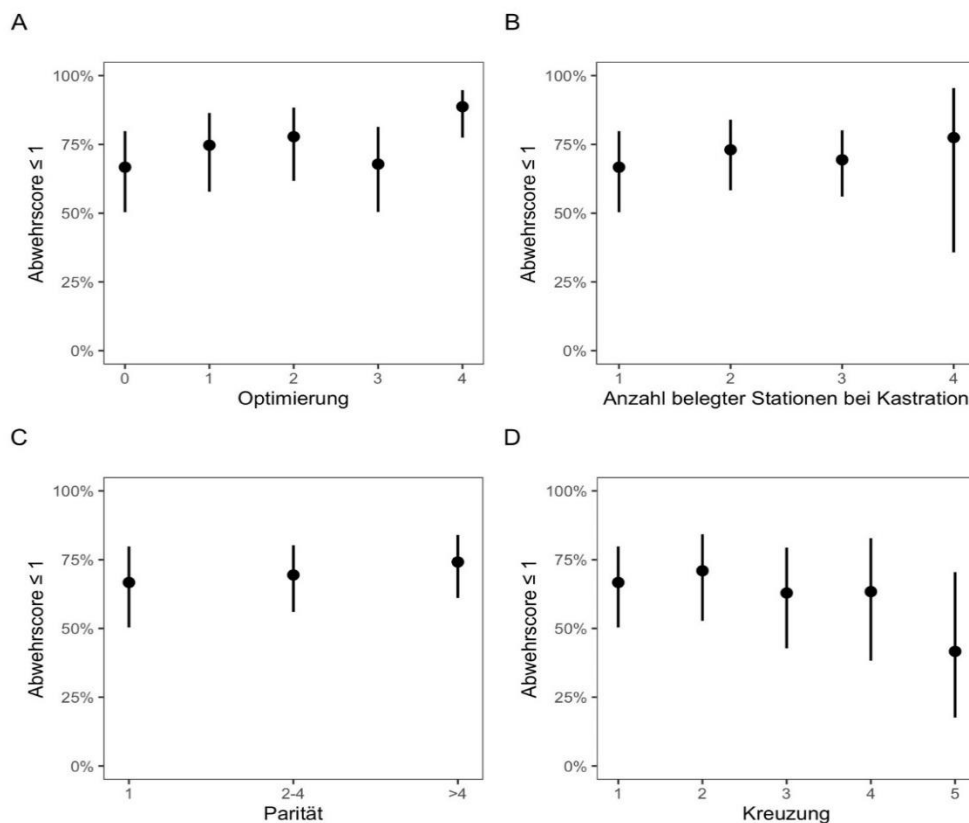 A
Abwehrscore ≤ 1
100%
75%
50%
25%
0%
0 1 2 3 4
Optimierung
B
Abwehrscore ≤ 1
100%
75%
50%
25%
0%
1 2 3 4
Anzahl belegter Stationen bei Kastration
C
Abwehrscore ≤ 1
100%
75%
50%
25%
0%
1 2-4 >4
Parität
D
Abwehrscore ≤ 1
100%
75%
50%
25%
0%
1 2 3 4 5
Kreuzung